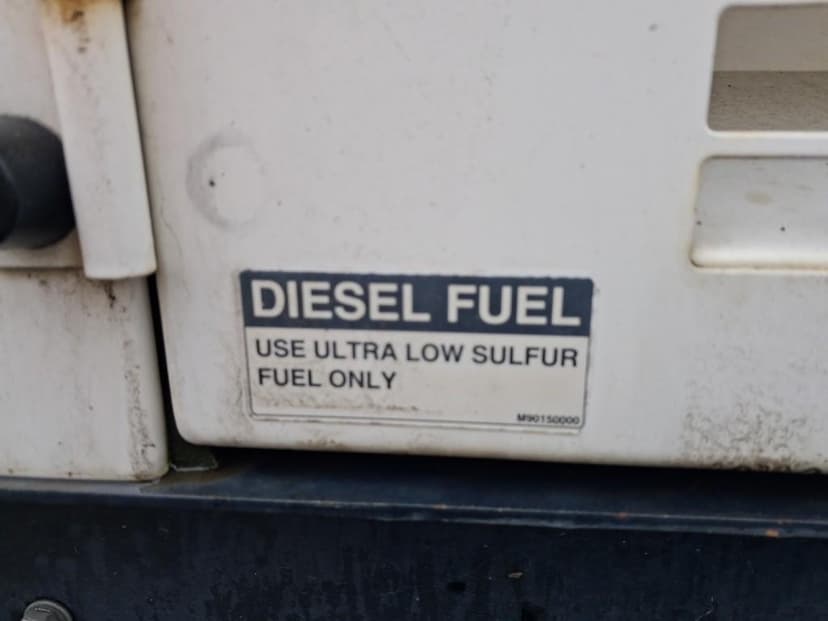 DIESEL FUEL
USE ULTRA LOW SULFUR
FUEL ONLY
M90150000